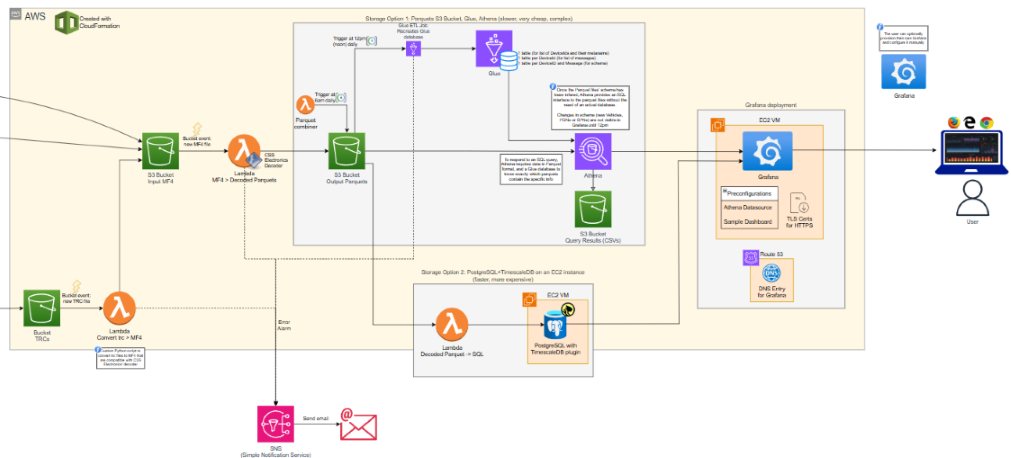 AWS
Created with
CloudFormation
Storage Option 1: Parquets S3 Bucket, Glue, Athena (slower, very cheap, complex)
Trigger at 12pm
(noon) daily
Glue ETL Job:
Recreates Glue
database
Glue
1 table (for list of DeviceIds and their metaname)
1 table per DeviceId (for list of messages)
1 table per DeviceID and Message (for schema)
The user can optionally
provision their own Grafana
and configure it manually
Grafana
Trigger at
6am daily
Parquet
combiner
Once the Parquet files' schema has
been indexed, Athena provides an SQL
interface to the parquet files without the
need of an actual database
Changes in schema
are not visible in
Grafana until 12pm
Grafana deployment
EC2 VM
Grafana
Preconfigurations
Athena Datasource
Sample Dashboard
TLS Certs
for HTTPS
User
Bucket event:
new MF4 file
S3 Bucket
Input MF4
CSS
Electronics
Decoder
Lambda
MF4 > Decoded Parquets
S3 Bucket
Output Parquets
To respond to an SQL query,
Athena requires data in Parquet
format, and a Glue database to
know exactly which parquets
contain the specific info
Athena
S3 Bucket
Query Results (CSVs)
Route 53
DNS
DNS Entry
for Grafana
Storage Option 2: PostgreSQL+TimescaleDB on an EC2 instance
(faster, more expensive)
EC2 VM
Lambda
Decoded Parquet -> SQL
PostgreSQL with
TimescaleDB plugin
Bucket event:
new TRC file
Bucket
TRCs
Lambda
Convert trc > MF4
Custom Python script to
convert trc files to MF4 that
are compatible with CSS
Electronics' decoder
Error
Alarm
Send email
SNS
(Simple Notification Service)